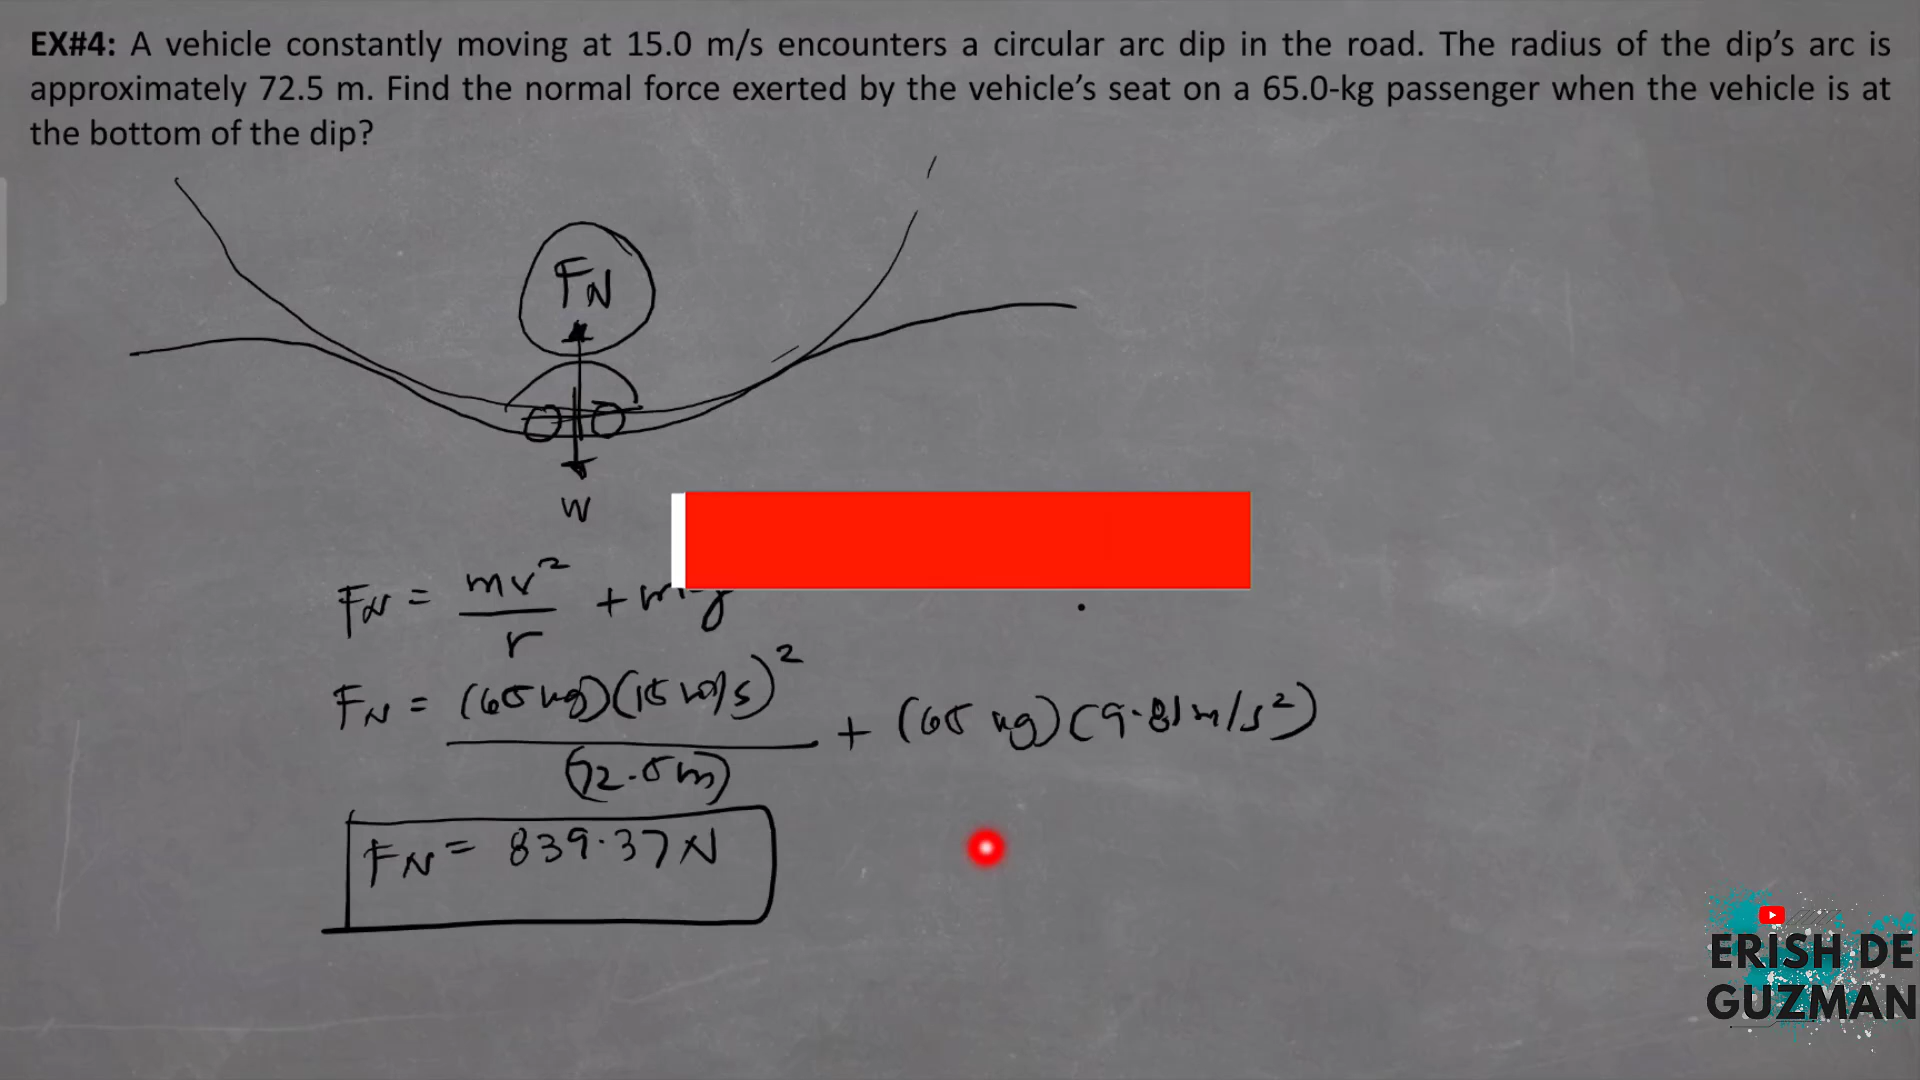 EX#4: A vehicle constantly moving at 15.0 m/s encounters a circular arc dip in the road. The radius of the dip’s arc is
approximately 72.5 m. Find the normal force exerted by the vehicle’s seat on a 65.0-kg passenger when the vehicle is at
the bottom of the dip?
FN
W
FN = mv²/r + mg
FN = (65 kg)(15 m/s)²/(72.5m) + (65 kg)(9.81m/s²)
FN = 839.37N
ERISH DE
GUZMAN